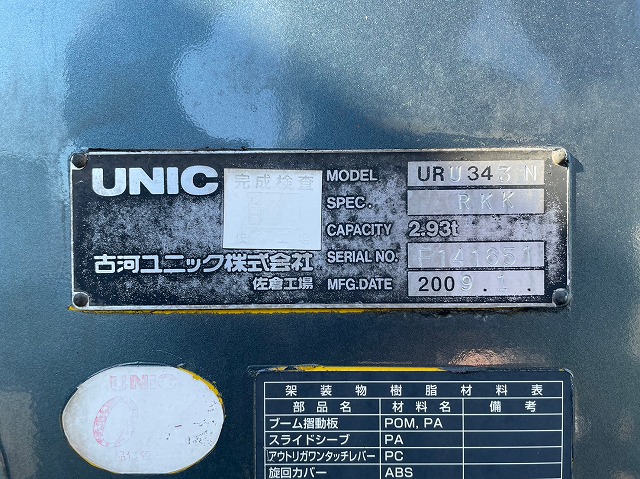 UNIC
完成検査
MODEL URU343N
SPEC. RKK
CAPACITY 2.93t
古河ユニック株式会社
SERIAL NO. F141651
佐倉工場
MFG.DATE 2009.1.
UNIC
架装物樹脂材料表
部品名 材料名 備考
ブーム摺動板 POM, PA
スライドシーブ PA
アウトリガワンタッチレバー PC
旋回カバー ABS